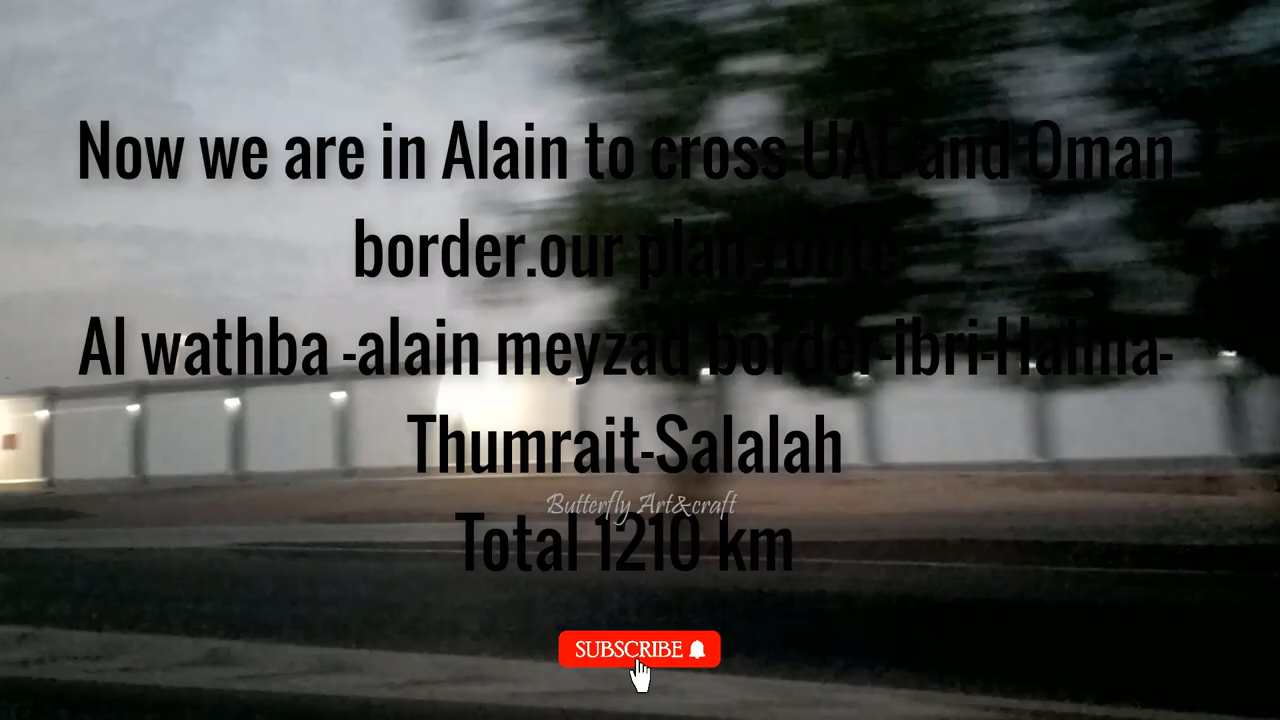 Now we are in Alain to cross UAE and Oman
border.our plan route
Al wathba -alain meyzad border-ibri-Haima-
Thumrait-Salalah
Butterfly Art&craft
Total 1210 km
SUBSCRIBE